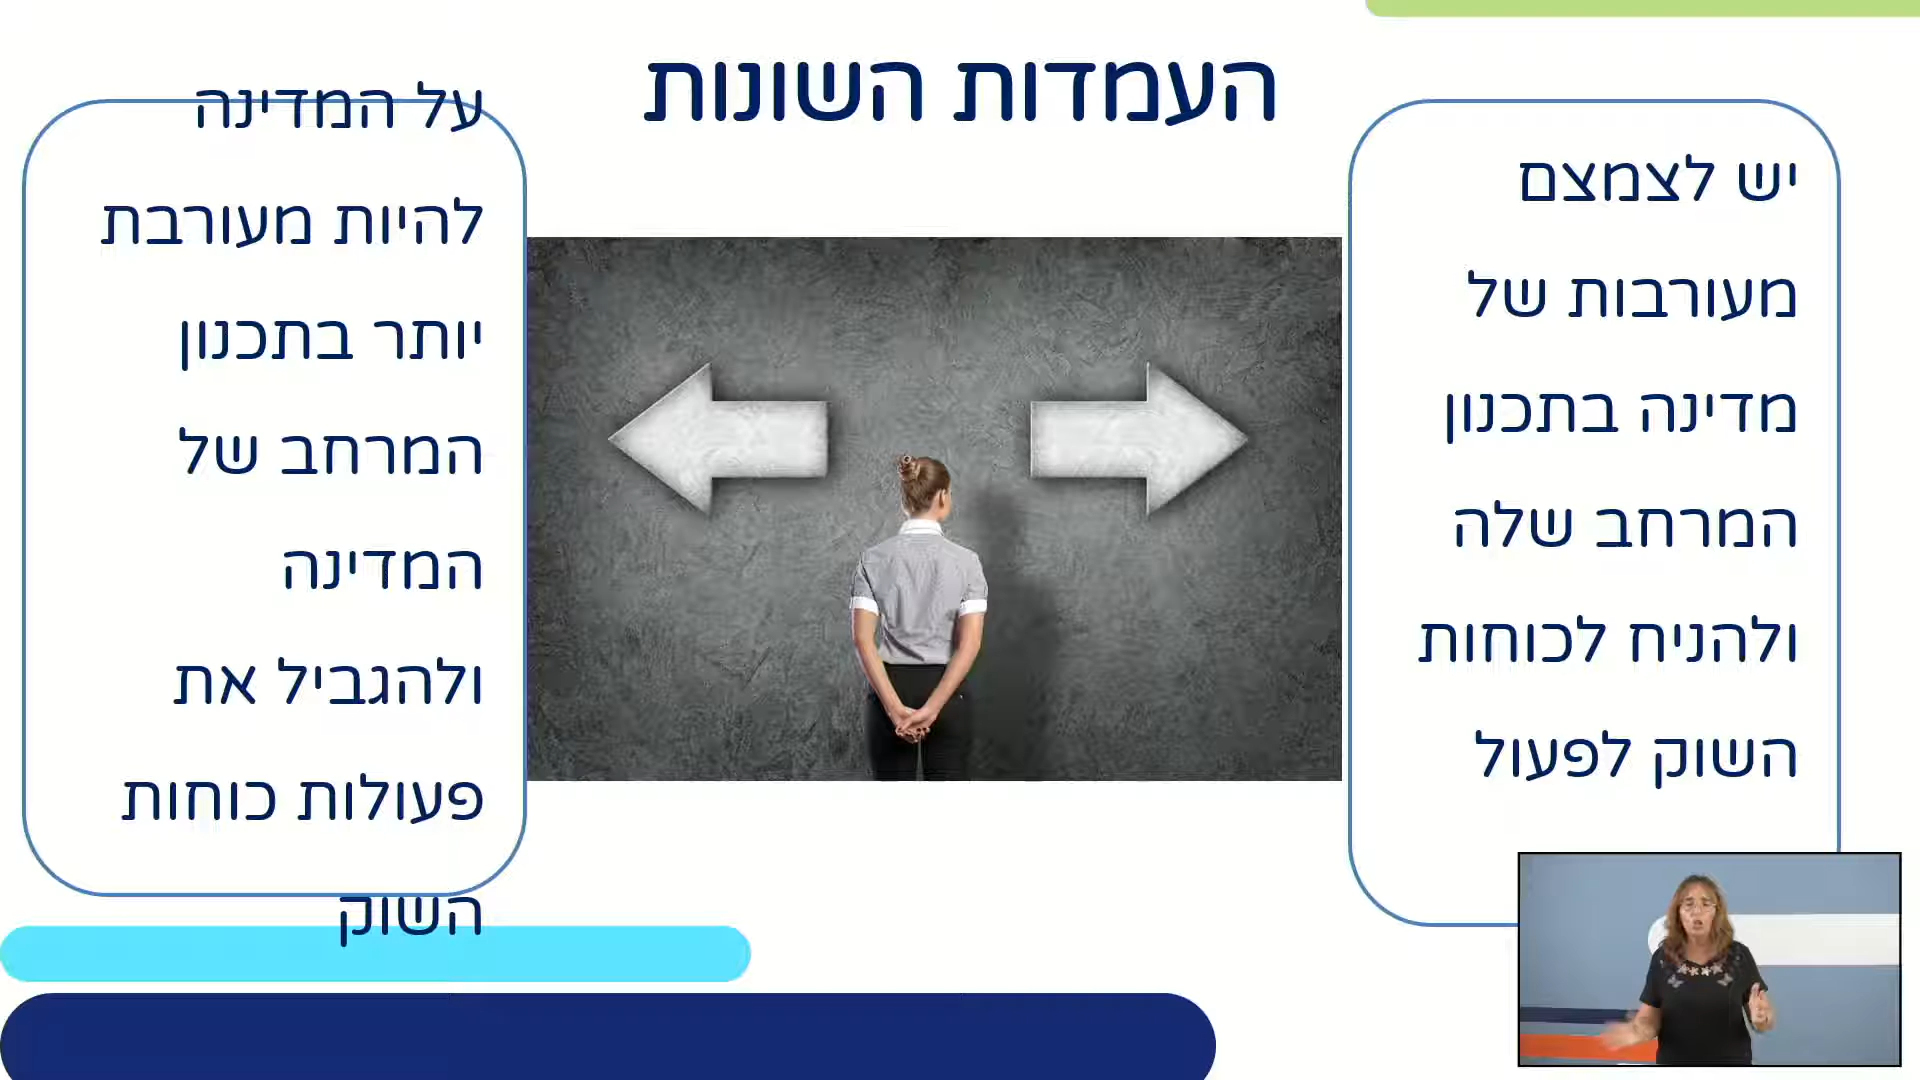 העמדות השונות
יש לצמצם
מעורבות של
מדינה בתכנון
המרחב שלה
ולהניח לכוחות
השוק לפעול
על המדינה
להיות מעורבת
יותר בתכנון
המרחב של
המדינה
ולהגביל את
פעולות כוחות
השוק